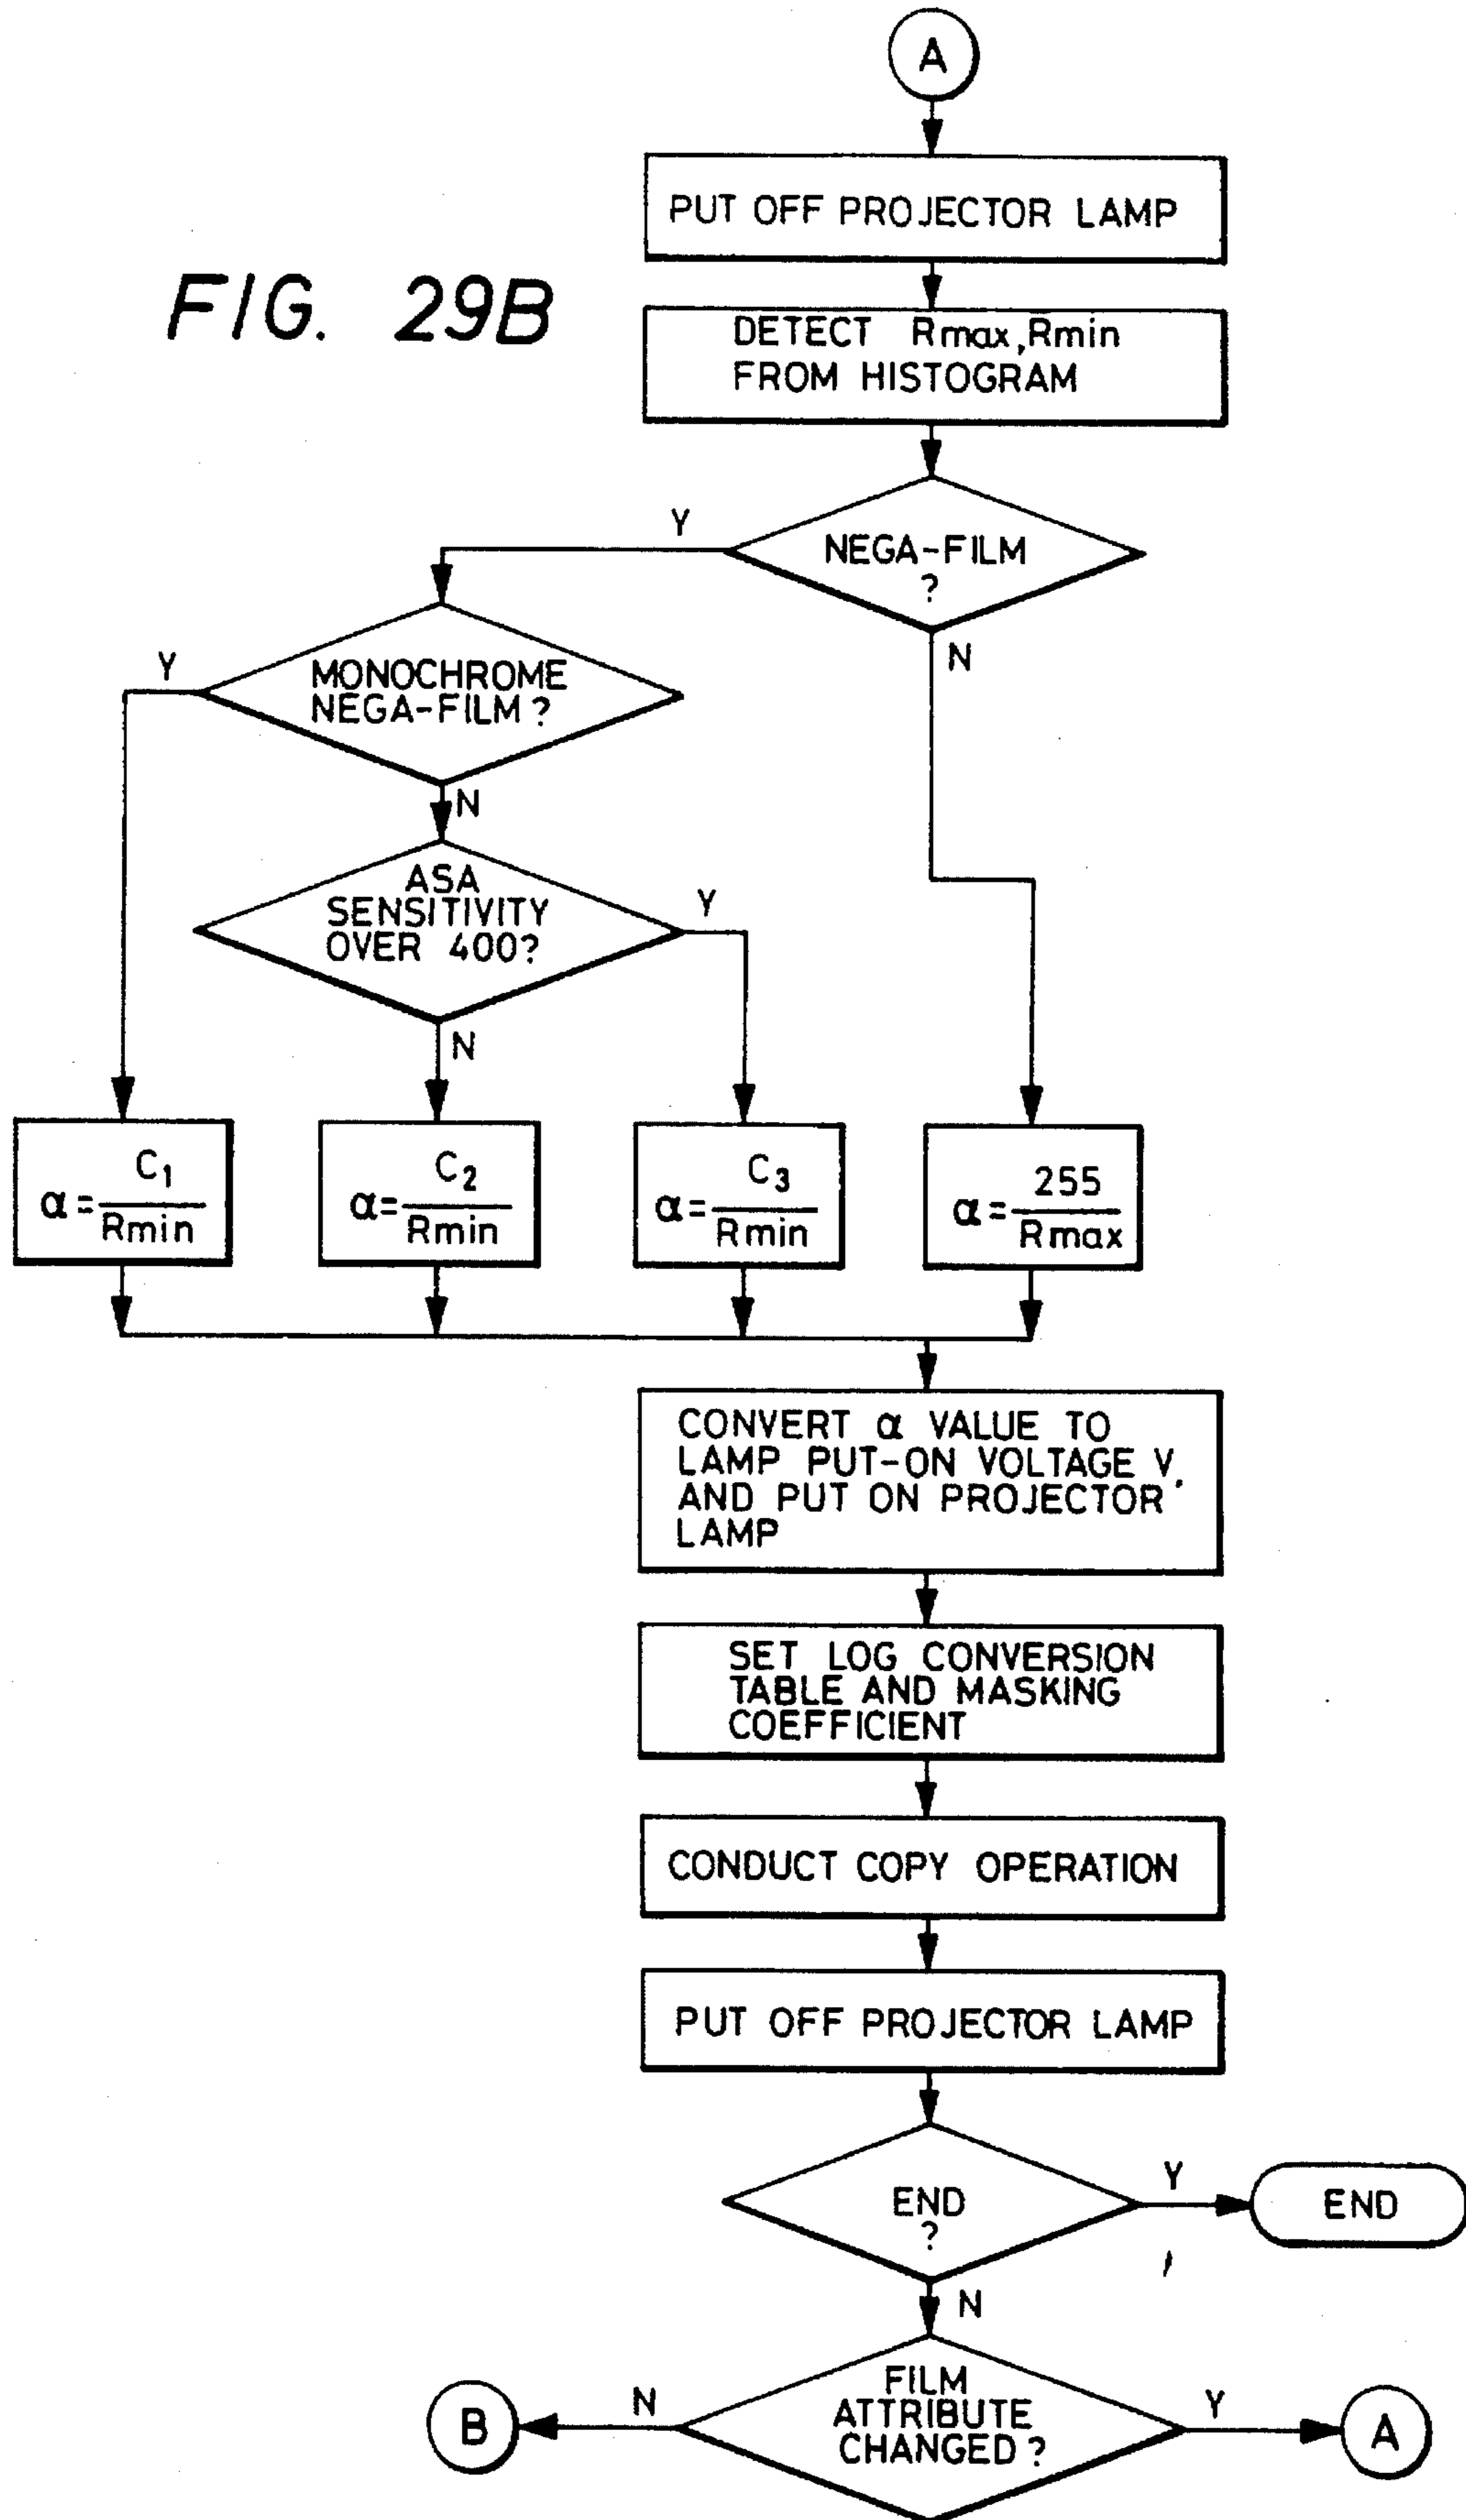 A
PUT OFF PROJECTOR LAMP
FIG. 29B
DETECT Rmax, Rmin
FROM HISTOGRAM
Y
NEGA-FILM
?
N
Y
MONOCHROME
NEGA-FILM?
N
ASA
SENSITIVITY
OVER 400?
Y
N
α = C1 / Rmin
α = C2 / Rmin
α = C3 / Rmin
α = 255 / Rmax
CONVERT α VALUE TO
LAMP PUT-ON VOLTAGE V,
AND PUT ON PROJECTOR
LAMP
SET LOG CONVERSION
TABLE AND MASKING
COEFFICIENT
CONDUCT COPY OPERATION
PUT OFF PROJECTOR LAMP
END
?
Y
END
N
FILM
ATTRIBUTE
CHANGED?
N
B
Y
A